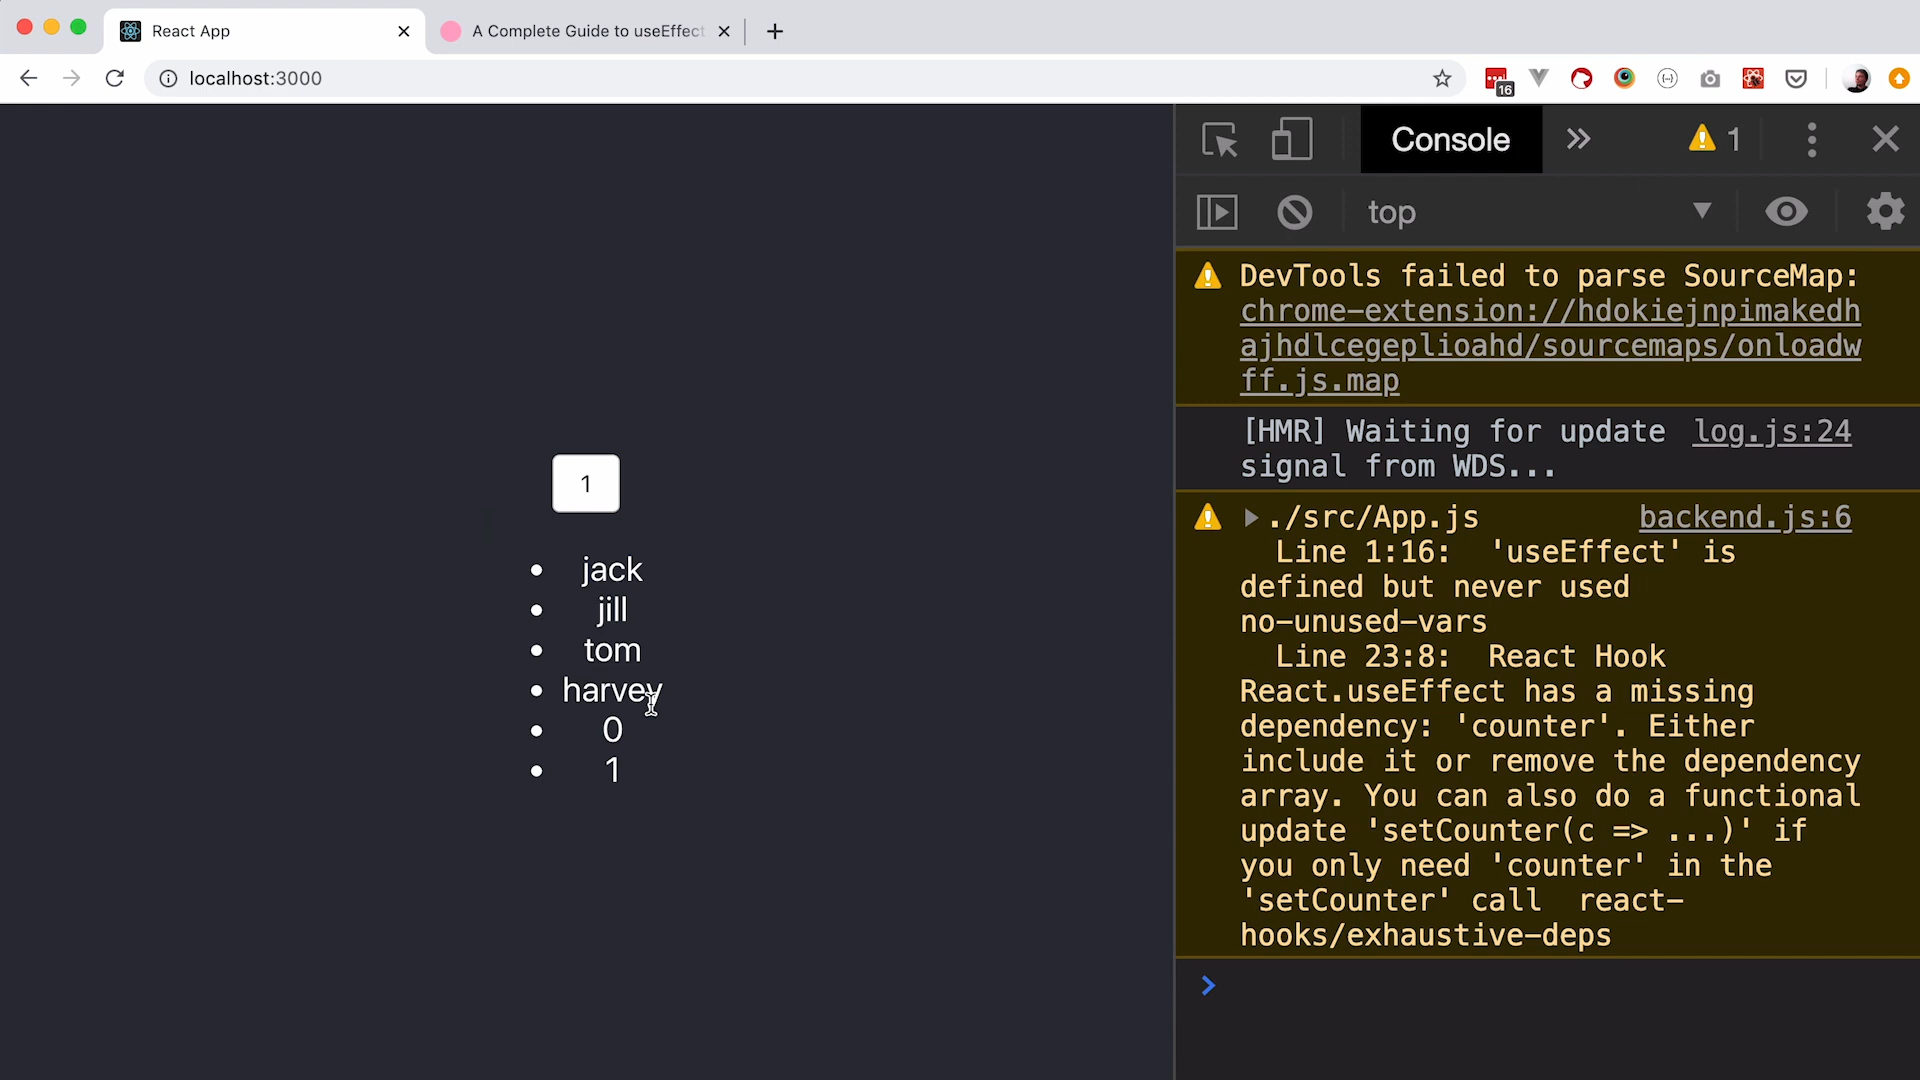 React App
A Complete Guide to useEffect
localhost:3000
16
Console
1
top
DevTools failed to parse SourceMap:
chrome-extension://hdokiejnpimakedh
ajhdlcegeplioahd/sourcemaps/onloadw
ff.js.map
[HMR] Waiting for update log.js:24
signal from WDS...
./src/App.js backend.js:6
Line 1:16: 'useEffect' is
defined but never used
no-unused-vars
Line 23:8: React Hook
React.useEffect has a missing
dependency: 'counter'. Either
include it or remove the dependency
array. You can also do a functional
update 'setCounter(c => ...)' if
you only need 'counter' in the
'setCounter' call react-
hooks/exhaustive-deps
1
jack
jill
tom
harvey
0
1